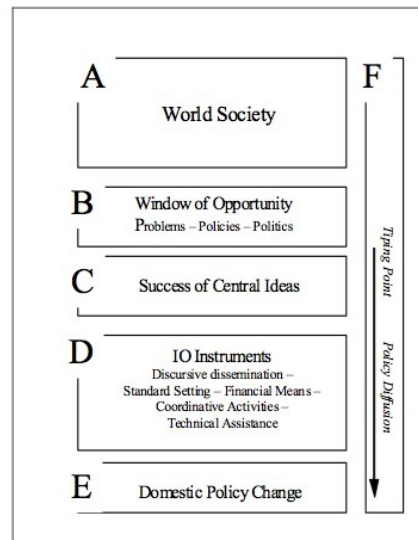 A
World Society
B
Window of Opportunity
Problems – Policies – Politics
C
Success of Central Ideas
D
IO Instruments
Discursive dissemination –
Standard Setting – Financial Means –
Coordinative Activities –
Technical Assistance
E
Domestic Policy Change
F
Tiping Point
Policy Diffusion